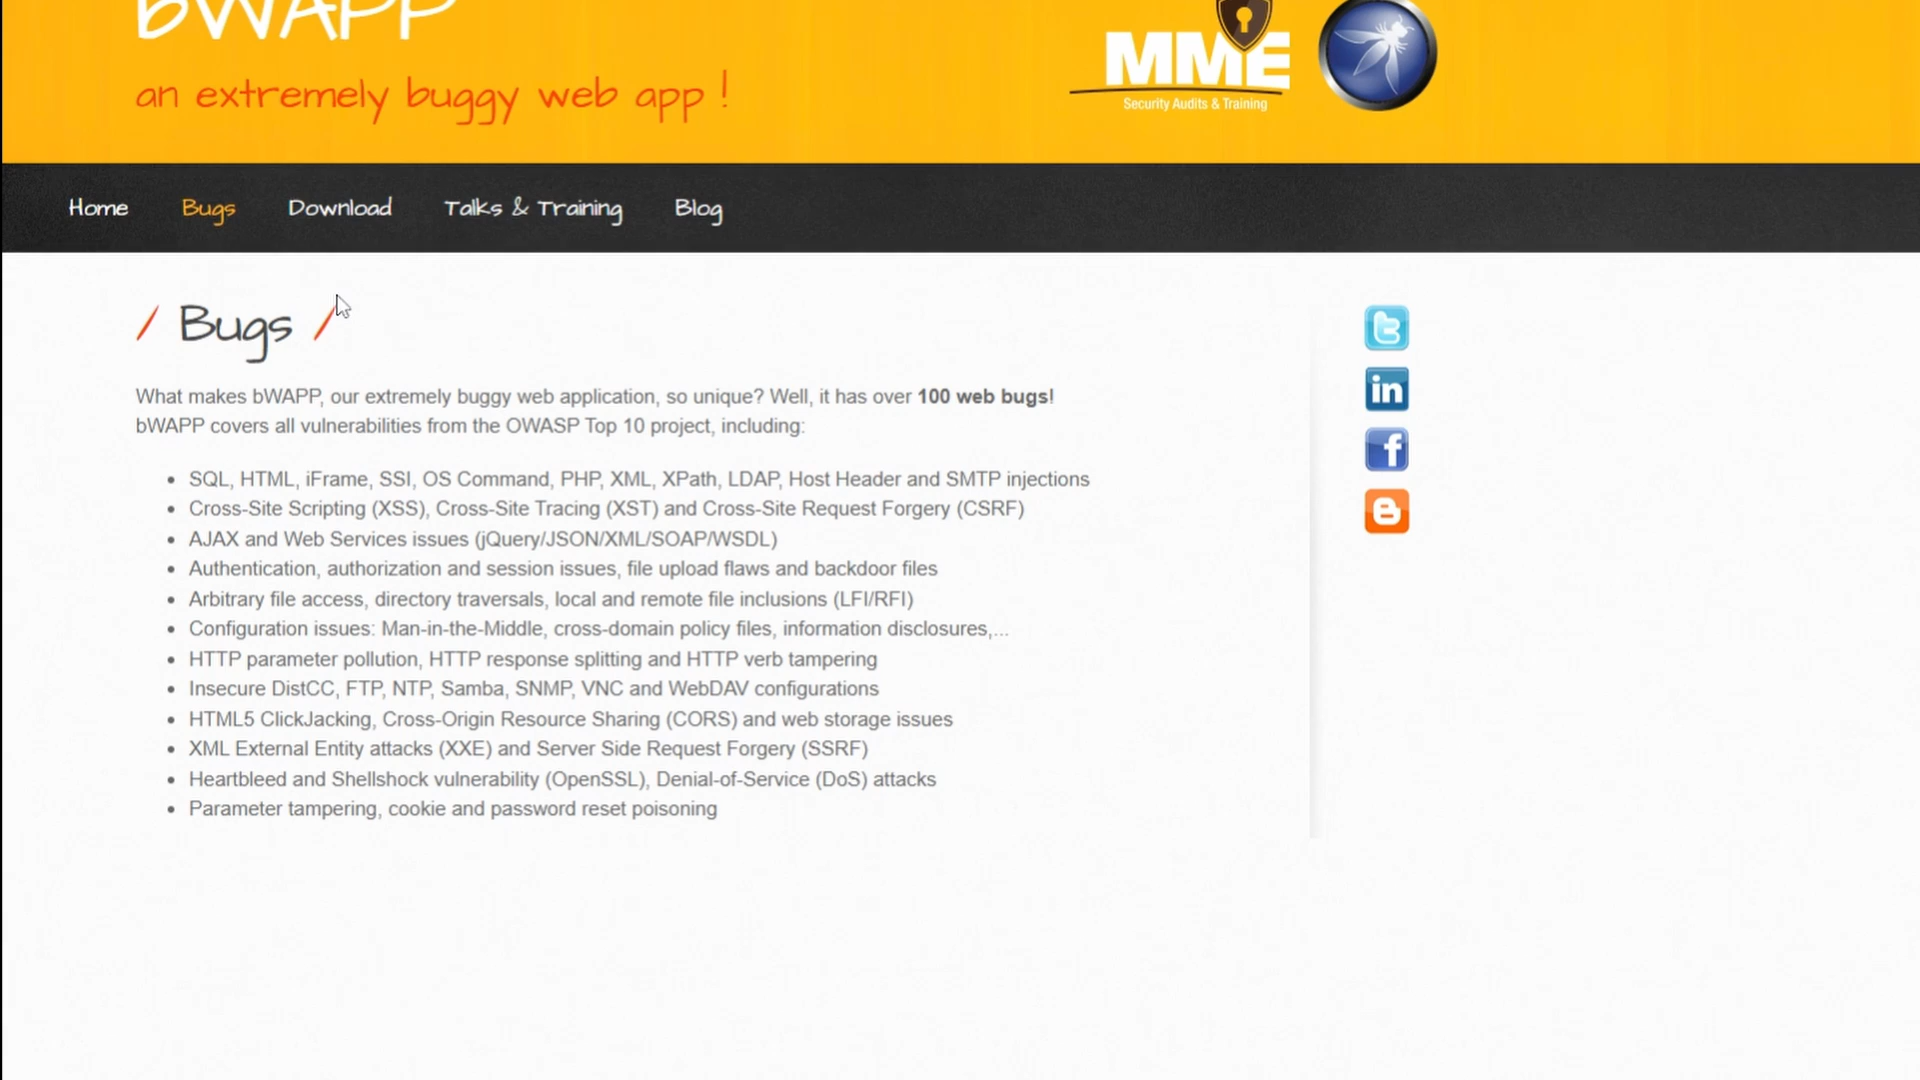 bWAPP
an extremely buggy web app !
MME
Security Audits & Training
Home Bugs Download Talks & Training Blog
/ Bugs /
What makes bWAPP, our extremely buggy web application, so unique? Well, it has over 100 web bugs!
bWAPP covers all vulnerabilities from the OWASP Top 10 project, including:
• SQL, HTML, iFrame, SSI, OS Command, PHP, XML, XPath, LDAP, Host Header and SMTP injections
• Cross-Site Scripting (XSS), Cross-Site Tracing (XST) and Cross-Site Request Forgery (CSRF)
• AJAX and Web Services issues (jQuery/JSON/XML/SOAP/WSDL)
• Authentication, authorization and session issues, file upload flaws and backdoor files
• Arbitrary file access, directory traversals, local and remote file inclusions (LFI/RFI)
• Configuration issues: Man-in-the-Middle, cross-domain policy files, information disclosures,...
• HTTP parameter pollution, HTTP response splitting and HTTP verb tampering
• Insecure DistCC, FTP, NTP, Samba, SNMP, VNC and WebDAV configurations
• HTML5 ClickJacking, Cross-Origin Resource Sharing (CORS) and web storage issues
• XML External Entity attacks (XXE) and Server Side Request Forgery (SSRF)
• Heartbleed and Shellshock vulnerability (OpenSSL), Denial-of-Service (DoS) attacks
• Parameter tampering, cookie and password reset poisoning